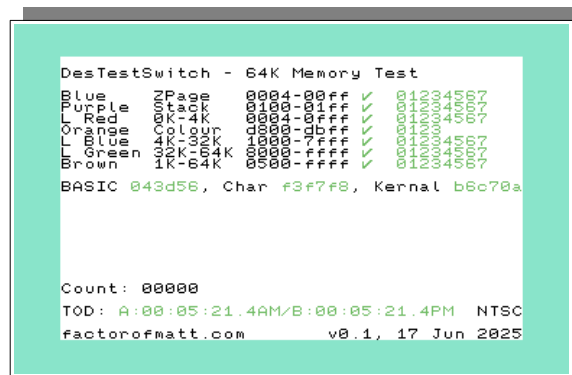 DesTestSwitch - 64K Memory Test
Blue ZPage 0004-00ff ✓ 01234567
Purple Stack 0100-01ff ✓ 01234567
L Red 0K-4K 0004-0fff ✓ 01234567
Orange Colour d800-dbff ✓ 0123
L Blue 4K-32K 1000-7fff ✓ 01234567
L Green 32K-64K 8000-ffff ✓ 01234567
Brown 1K-64K 0500-ffff ✓ 01234567
BASIC 043d56, Char f3f7f8, Kernal b6c70a
Count: 00000
TOD: A:00:05:21.4AM/B:00:05:21.4PM NTSC
factorofmatt.com v0.1, 17 Jun 2025